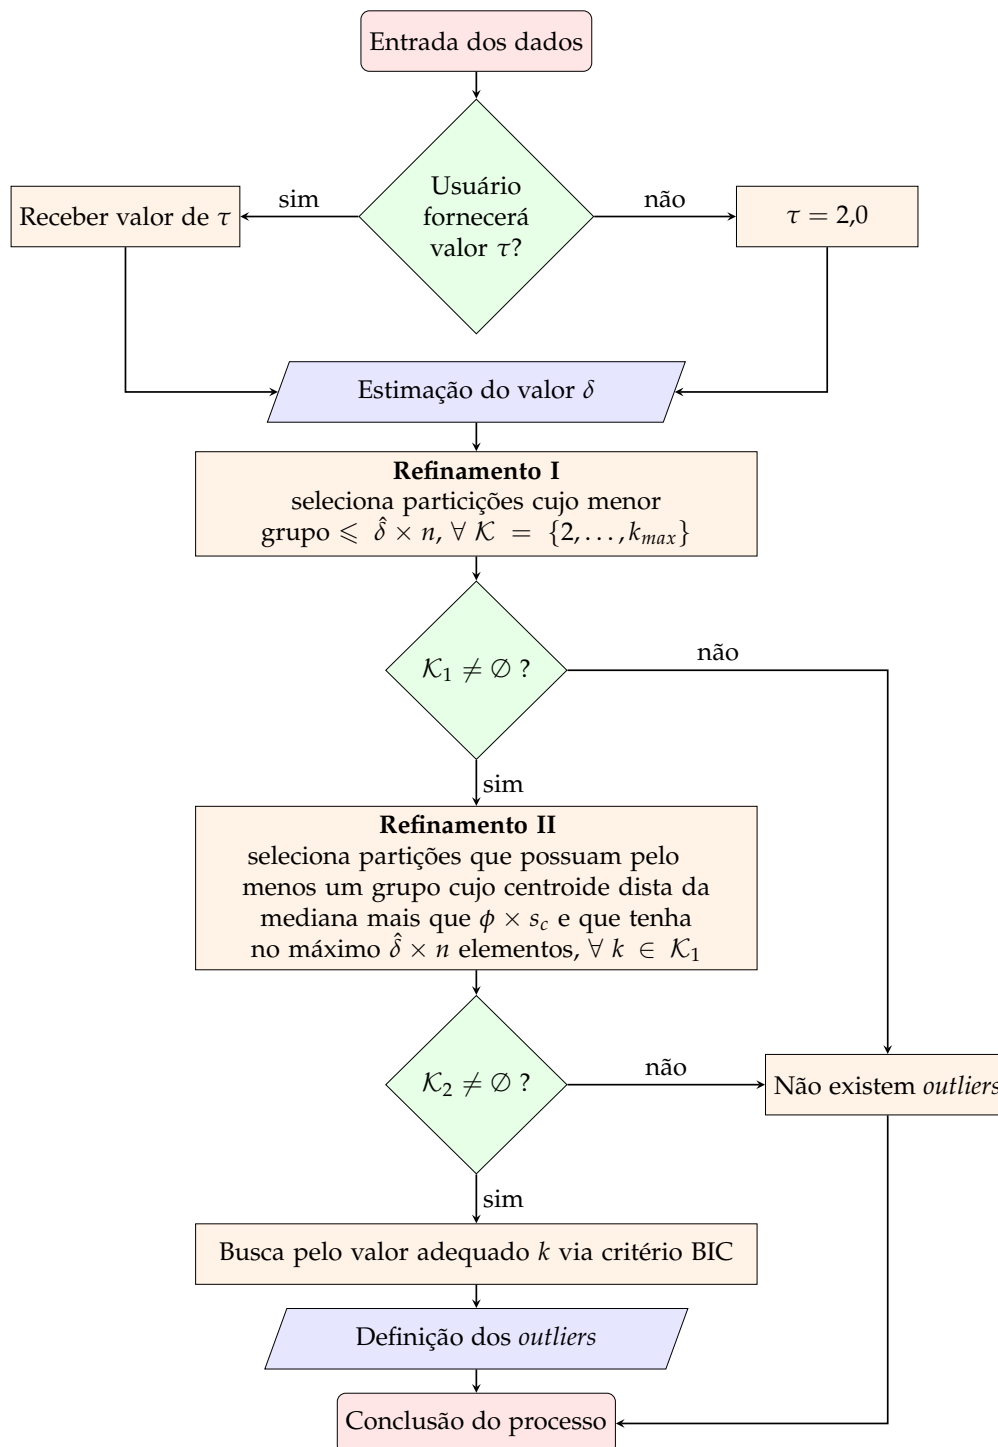 Entrada dos dados
Usuário
fornecerá
valor τ?
sim
não
Receber valor de τ
τ = 2,0
Estimação do valor δ
Refinamento I
seleciona particições cujo menor
grupo ⩽ δ̂ × n, ∀ 𝒦 = {2, . . . , k_max}
𝒦₁ ≠ ∅ ?
não
sim
Refinamento II
seleciona partições que possuam pelo
menos um grupo cujo centroide dista da
mediana mais que ϕ × s_c e que tenha
no máximo δ̂ × n elementos, ∀ k ∈ 𝒦₁
𝒦₂ ≠ ∅ ?
não
Não existem outliers
sim
Busca pelo valor adequado k via critério BIC
Definição dos outliers
Conclusão do processo